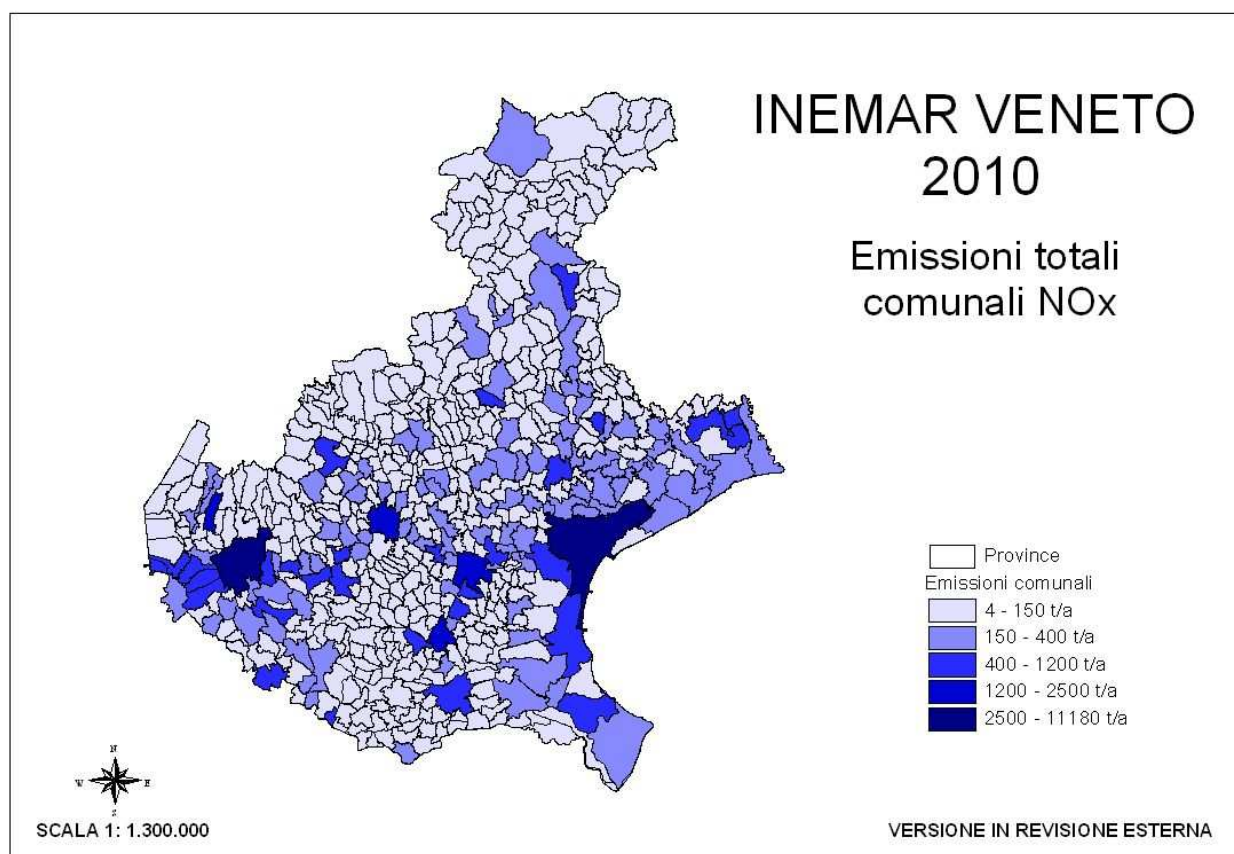 INEMAR VENETO
2010
Emissioni totali
comunali NOx
Province
Emissioni comunali
4 - 150 t/a
150 - 400 t/a
400 - 1200 t/a
1200 - 2500 t/a
2500 - 11180 t/a
N
W E
S
SCALA 1: 1.300.000
VERSIONE IN REVISIONE ESTERNA